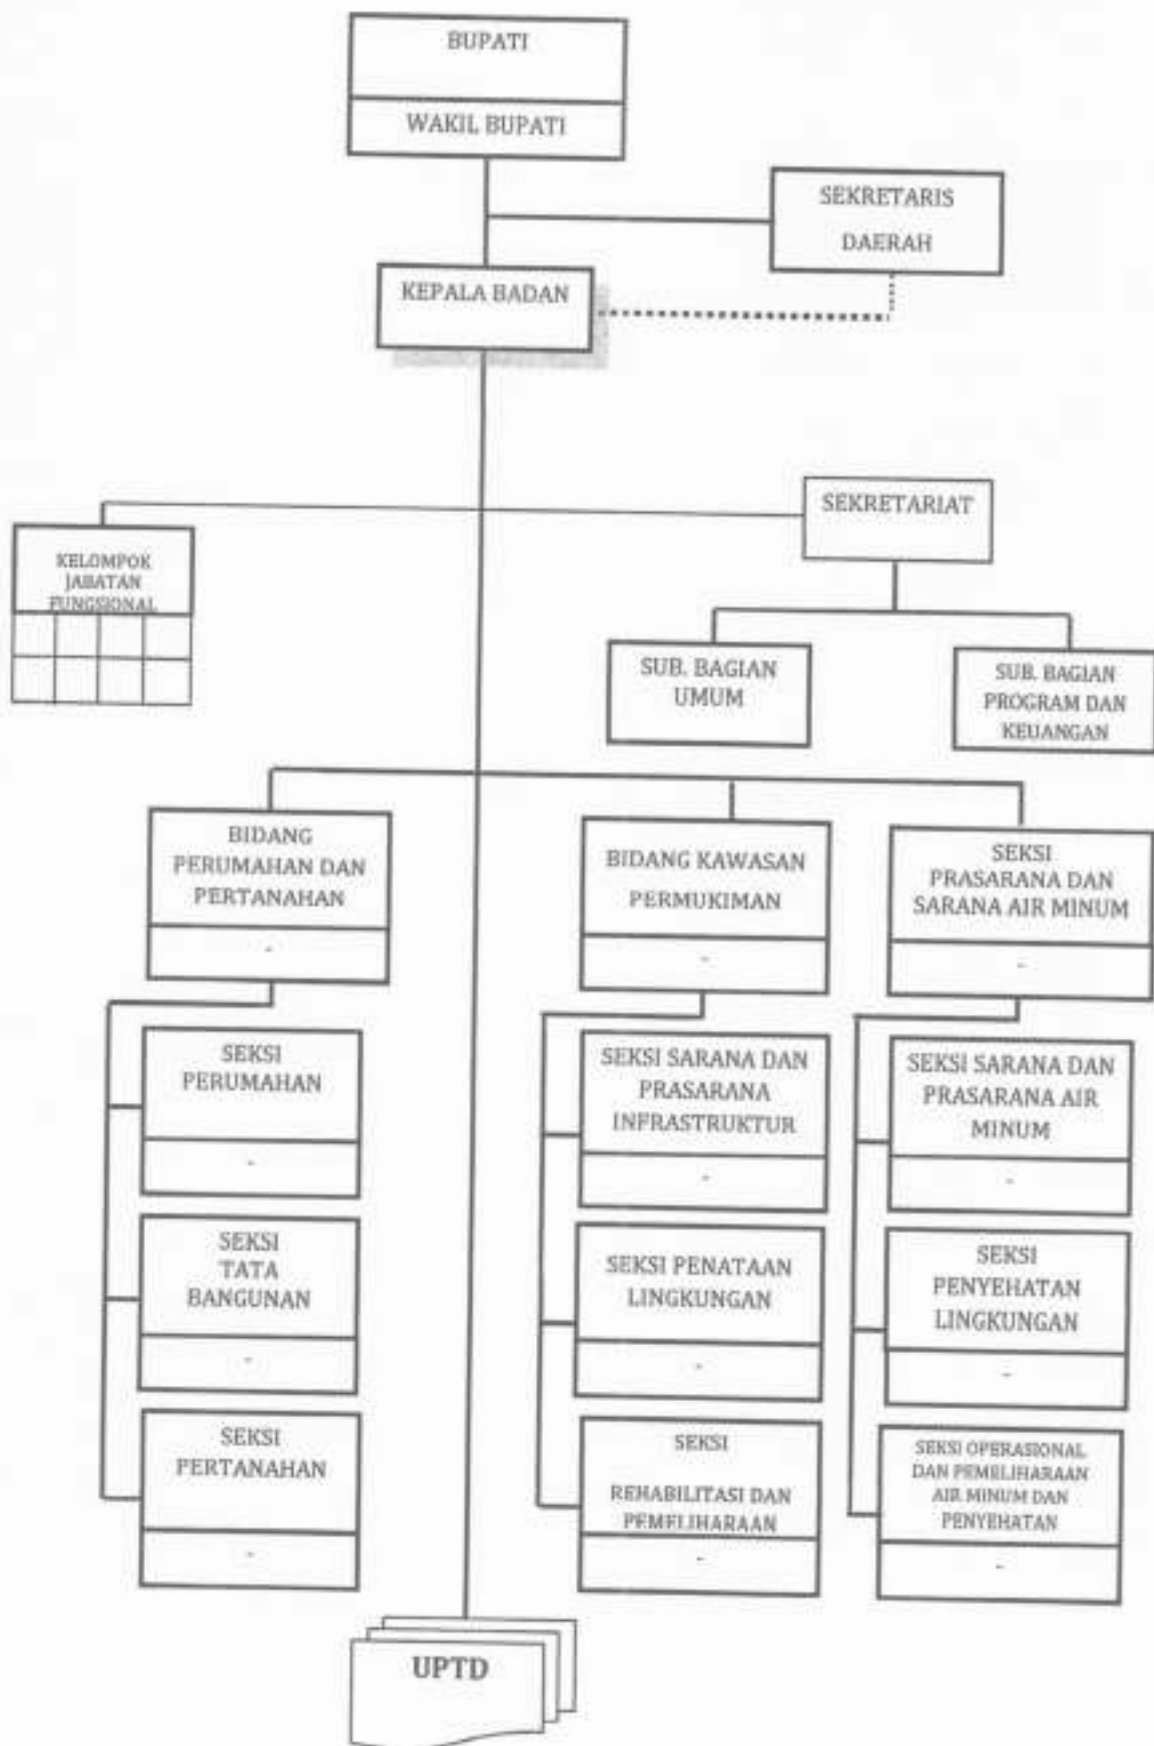 BUPATI
WAKIL BUPATI
SEKRETARIS
DAERAH
KEPALA BADAN
SEKRETARIAT
KELOMPOK
JABATAN
FUNGSIONAL
SUB. BAGIAN
UMUM
SUB. BAGIAN
PROGRAM DAN
KEUANGAN
BIDANG
PERUMAHAN DAN
PERTANAHAN
-
BIDANG KAWASAN
PERMUKIMAN
-
SEKSI
PRASARANA DAN
SARANA AIR MINUM
-
SEKSI
PERUMAHAN
-
SEKSI SARANA DAN
PRASARANA
INFRASTRUKTUR
-
SEKSI SARANA DAN
PRASARANA AIR
MINUM
-
SEKSI
TATA
BANGUNAN
-
SEKSI PENATAAN
LINGKUNGAN
-
SEKSI
PENYEHATAN
LINGKUNGAN
-
SEKSI
PERTANAHAN
-
SEKSI
REHABILITASI DAN
PEMELIHARAAN
-
SEKSI OPERASIONAL
DAN PEMELIHARAAN
AIR MINUM DAN
PENYEHATAN
-
UPTD